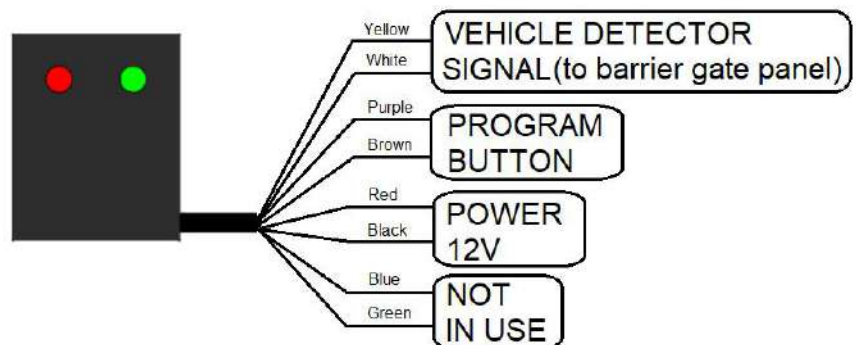 Yellow
VEHICLE DETECTOR
White
SIGNAL(to barrier gate panel)
Purple
PROGRAM
Brown
BUTTON
Red
POWER
Black
12V
Blue
NOT
Green
IN USE